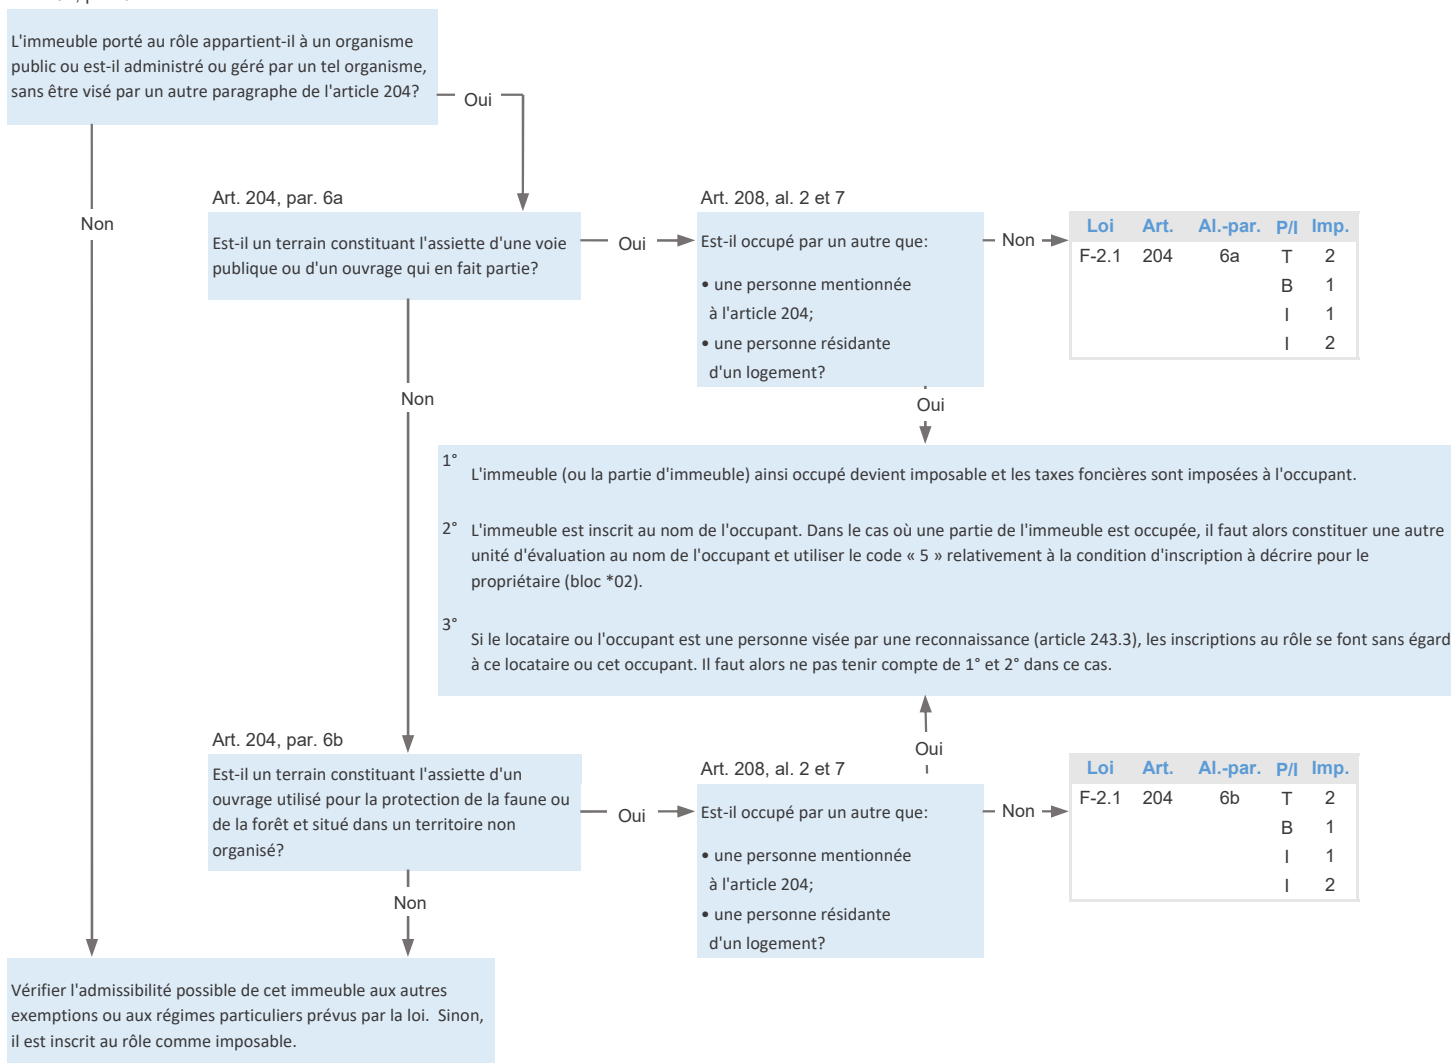 L'immeuble porté au rôle appartient-il à un organisme
public ou est-il administré ou géré par un tel organisme,
sans être visé par un autre paragraphe de l'article 204?
Oui
Non
Art. 204, par. 6a
Est-il un terrain constituant l'assiette d'une voie
publique ou d'un ouvrage qui en fait partie?
Oui
Art. 208, al. 2 et 7
Est-il occupé par un autre que:
• une personne mentionnée
à l'article 204;
• une personne résidante
d'un logement?
Non
Loi Art. Al.-par. P/I Imp.
F-2.1 204 6a T 2
B 1
I 1
I 2
Non
Oui
1° L'immeuble (ou la partie d'immeuble) ainsi occupé devient imposable et les taxes foncières sont imposées à l'occupant.
2° L'immeuble est inscrit au nom de l'occupant. Dans le cas où une partie de l'immeuble est occupée, il faut alors constituer une autre
unité d'évaluation au nom de l'occupant et utiliser le code « 5 » relativement à la condition d'inscription à décrire pour le
propriétaire (bloc *02).
3° Si le locataire ou l'occupant est une personne visée par une reconnaissance (article 243.3), les inscriptions au rôle se font sans égard
à ce locataire ou cet occupant. Il faut alors ne pas tenir compte de 1° et 2° dans ce cas.
Art. 204, par. 6b
Est-il un terrain constituant l'assiette d'un
ouvrage utilisé pour la protection de la faune ou
de la forêt et situé dans un territoire non
organisé?
Oui
Oui
Art. 208, al. 2 et 7
Est-il occupé par un autre que:
• une personne mentionnée
à l'article 204;
• une personne résidante
d'un logement?
Non
Loi Art. Al.-par. P/I Imp.
F-2.1 204 6b T 2
B 1
I 1
I 2
Non
Vérifier l'admissibilité possible de cet immeuble aux autres
exemptions ou aux régimes particuliers prévus par la loi. Sinon,
il est inscrit au rôle comme imposable.